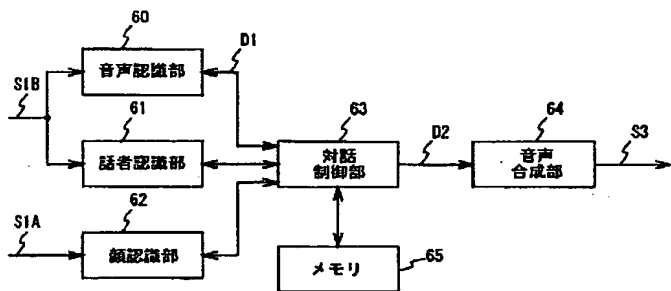 60
D1
音声認識部
S1B
61
63
64
話者認識部
対話
制御部
D2
音声
合成部
S3
62
S1A
顔認識部
メモリ
65